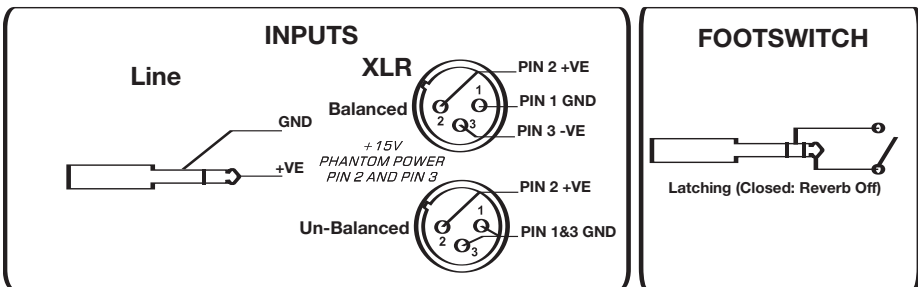 INPUTS
Line
GND
+VE
XLR
Balanced
PIN 2 +VE
1
PIN 1 GND
2
3
PIN 3 -VE
+15V
PHANTOM POWER
PIN 2 AND PIN 3
Un-Balanced
PIN 2 +VE
1
2
3
PIN 1&3 GND
FOOTSWITCH
Latching (Closed: Reverb Off)